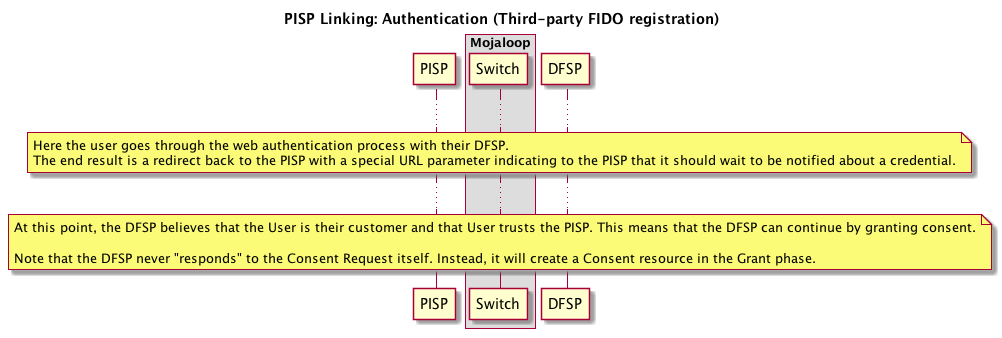 PISP Linking: Authentication (Third-party FIDO registration)
Mojaloop
PISP Switch DFSP
Here the user goes through the web authentication process with their DFSP.
The end result is a redirect back to the PISP with a special URL parameter indicating to the PISP that it should wait to be notified about a credential.
At this point, the DFSP believes that the User is their customer and that User trusts the PISP. This means that the DFSP can continue by granting consent.
Note that the DFSP never "responds" to the Consent Request itself. Instead, it will create a Consent resource in the Grant phase.
PISP Switch DFSP